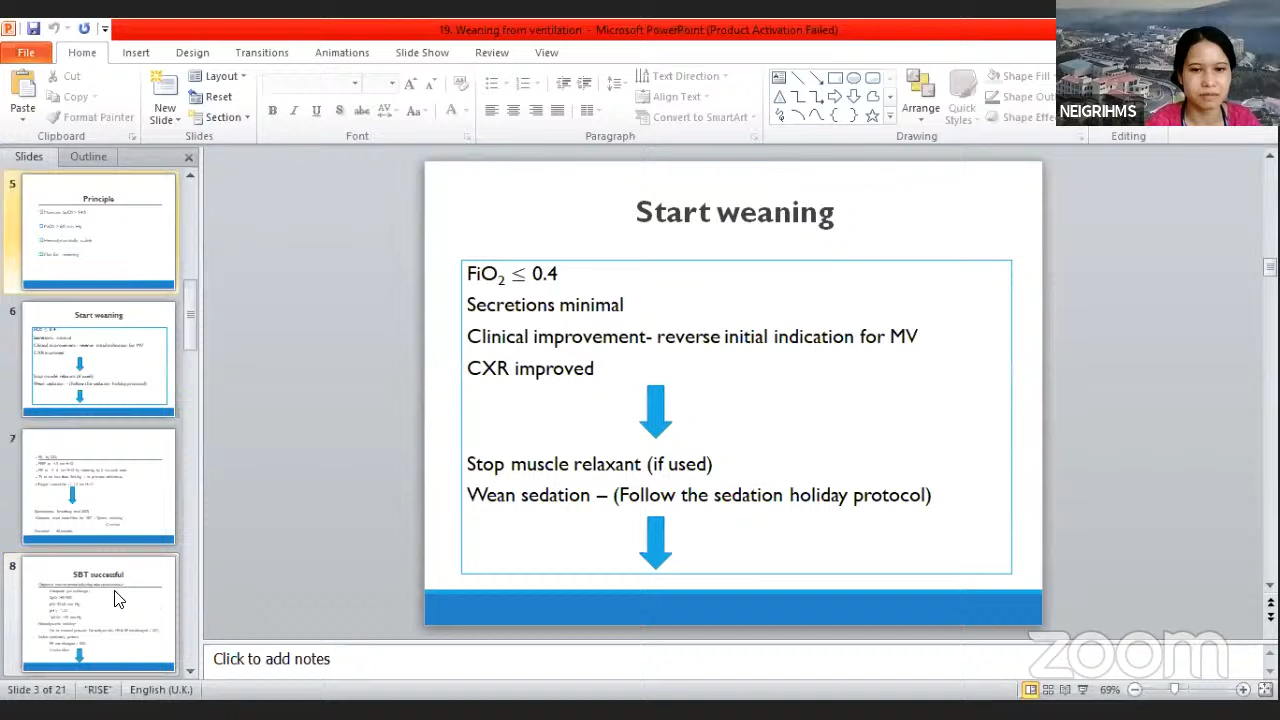 19. Weaning from ventilation - Microsoft PowerPoint (Product Activation Failed)
File Home Insert Design Transitions Animations Slide Show Review View
Cut
Copy
Format Painter
Paste
Clipboard
New Slide
Layout
Reset
Section
Slides
Font
Text Direction
Align Text
Convert to SmartArt
Paragraph
Arrange
Quick Styles
Shape Fill
Shape Ou
Shape Effe
Drawing
Editing
NEIGRIHMS
Slides Outline
5
Principle
6
Start weaning
7
8
SBT successful
Start weaning
FiO₂ ≤ 0.4
Secretions minimal
Clinical improvement- reverse initial indication for MV
CXR improved
Stop muscle relaxant (if used)
Wean sedation – (Follow the sedation holiday protocol)
Click to add notes
zoom
Slide 3 of 21 "RISE" English (U.K.) 69%